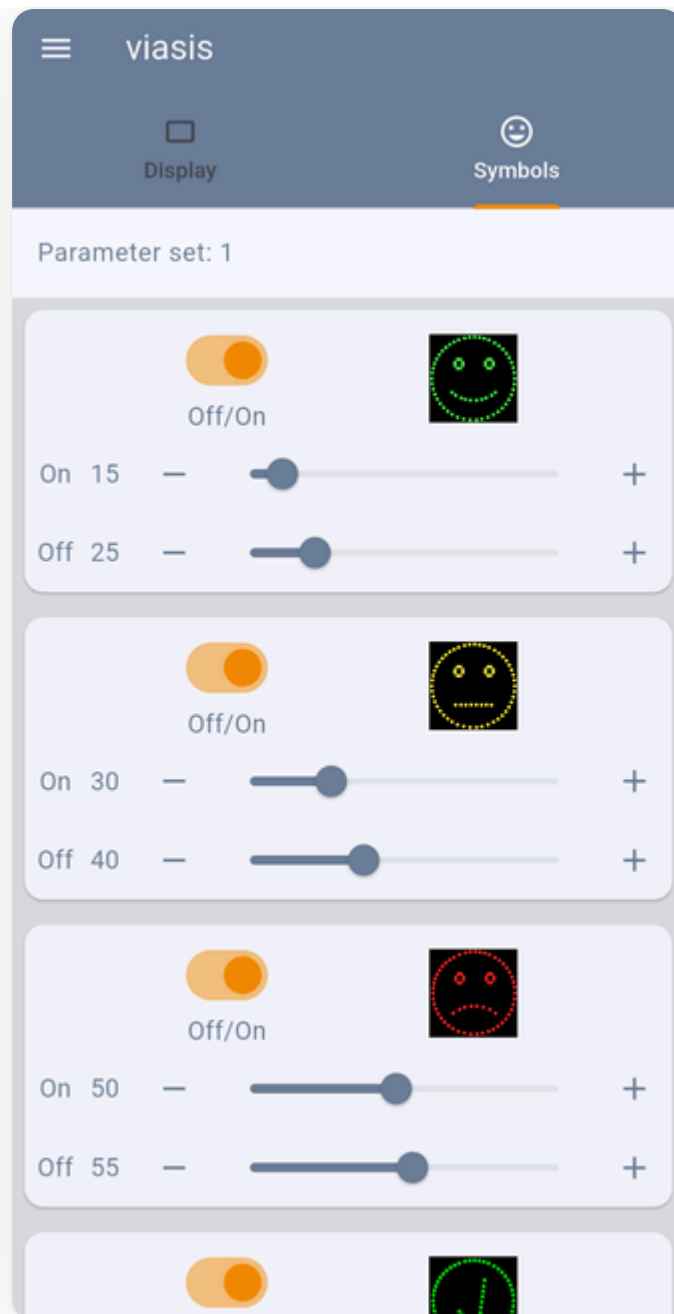 viasis
Display
Symbols
Parameter set: 1
Off/On
On 15
Off 25
Off/On
On 30
Off 40
Off/On
On 50
Off 55